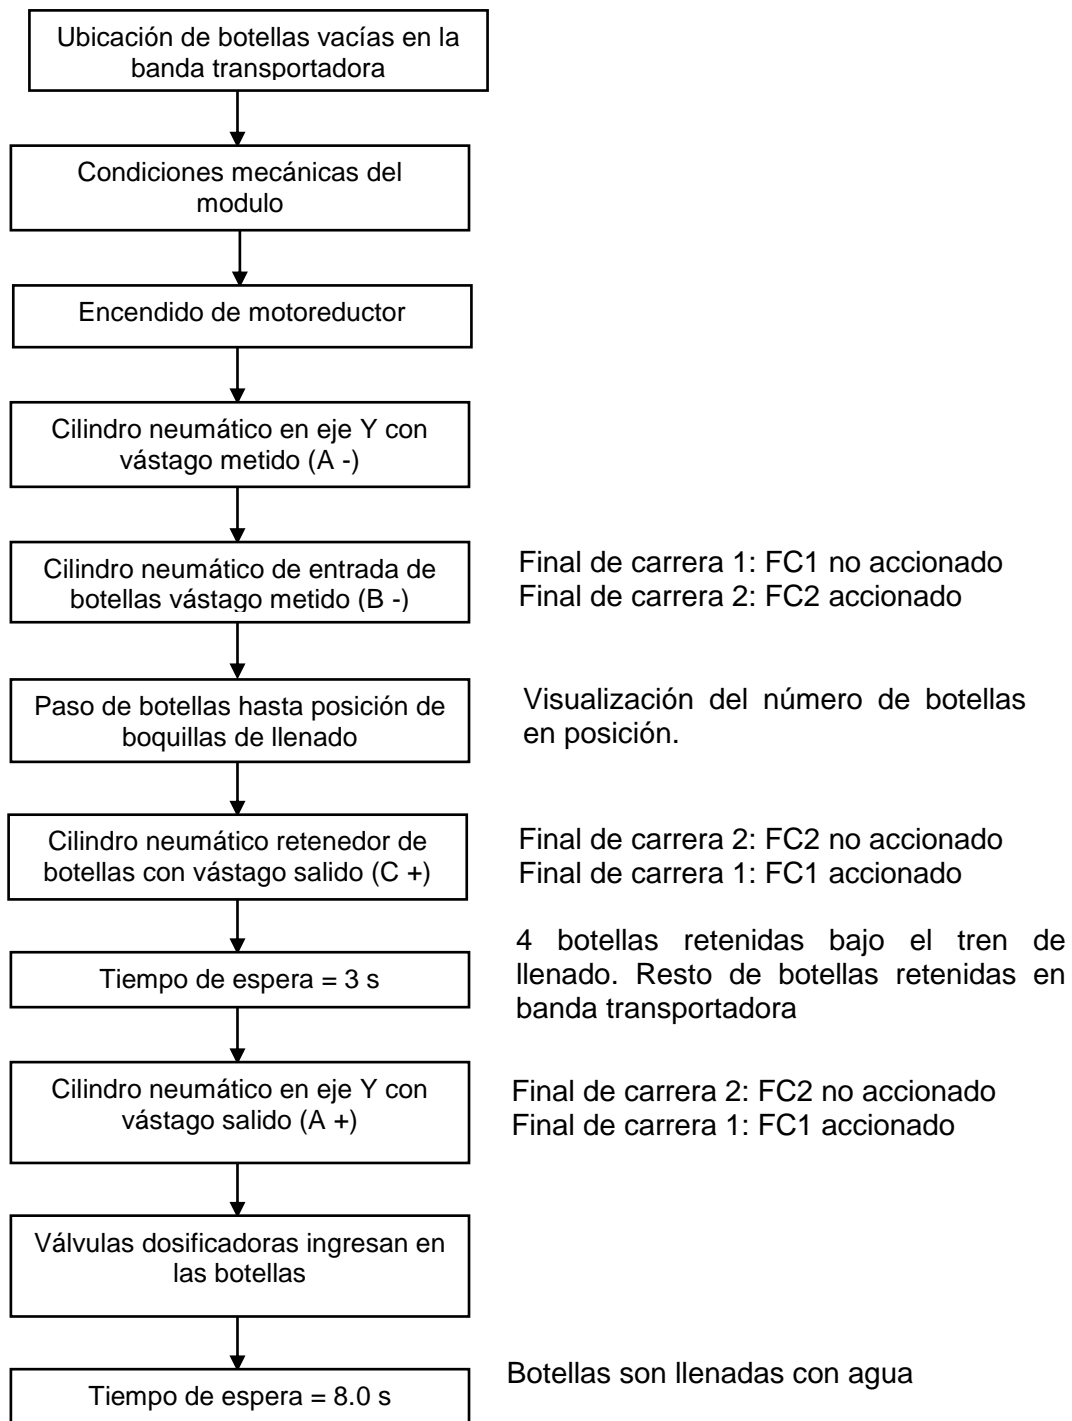 Ubicación de botellas vacías en la
banda transportadora
Condiciones mecánicas del
modulo
Encendido de motoreductor
Cilindro neumático en eje Y con
vástago metido (A -)
Cilindro neumático de entrada de
botellas vástago metido (B -)
Final de carrera 1: FC1 no accionado
Final de carrera 2: FC2 accionado
Paso de botellas hasta posición de
boquillas de llenado
Visualización del número de botellas
en posición.
Cilindro neumático retenedor de
botellas con vástago salido (C +)
Final de carrera 2: FC2 no accionado
Final de carrera 1: FC1 accionado
Tiempo de espera = 3 s
4 botellas retenidas bajo el tren de
llenado. Resto de botellas retenidas en
banda transportadora
Cilindro neumático en eje Y con
vástago salido (A +)
Final de carrera 2: FC2 no accionado
Final de carrera 1: FC1 accionado
Válvulas dosificadoras ingresan en
las botellas
Tiempo de espera = 8.0 s
Botellas son llenadas con agua